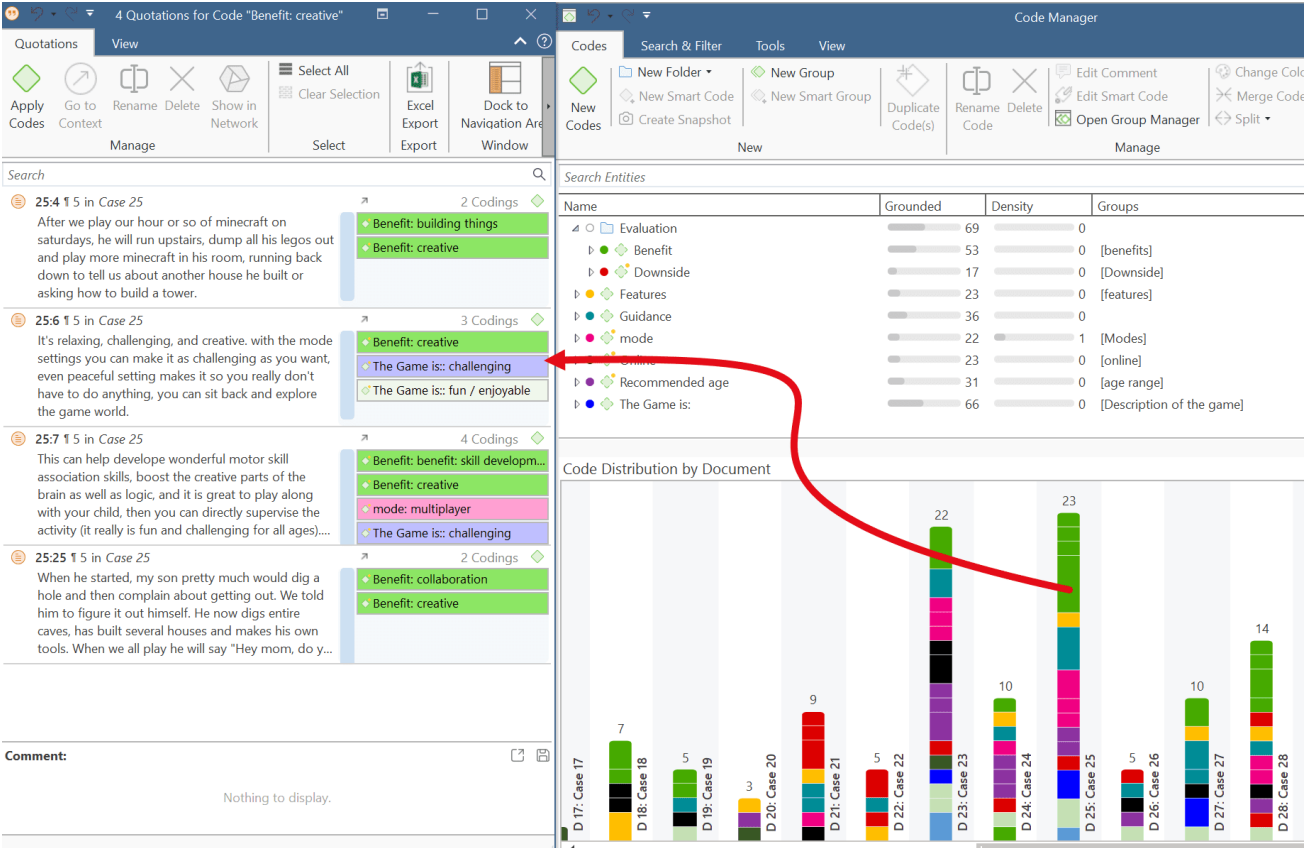 4 Quotations for Code "Benefit: creative"
Quotations View
Apply Codes
Go to Context
Rename
Delete
Show in Network
Manage
Select All
Clear Selection
Select
Excel Export
Export
Dock to Navigation Are
Window
Search
25:4 ¶ 5 in Case 25
2 Codings
After we play our hour or so of minecraft on
saturdays, he will run upstairs, dump all his legos out
and play more minecraft in his room, running back
down to tell us about another house he built or
asking how to build a tower.
Benefit: building things
Benefit: creative
25:6 ¶ 5 in Case 25
3 Codings
It's relaxing, challenging, and creative. with the mode
settings you can make it as challenging as you want,
even peaceful setting makes it so you really don't
have to do anything, you can sit back and explore
the game world.
Benefit: creative
The Game is:: challenging
The Game is:: fun / enjoyable
25:7 ¶ 5 in Case 25
4 Codings
This can help develope wonderful motor skill
association skills, boost the creative parts of the
brain as well as logic, and it is great to play along
with your child, then you can directly supervise the
activity (it really is fun and challenging for all ages)....
Benefit: benefit: skill developm...
Benefit: creative
mode: multiplayer
The Game is:: challenging
25:25 ¶ 5 in Case 25
2 Codings
When he started, my son pretty much would dig a
hole and then complain about getting out. We told
him to figure it out himself. He now digs entire
caves, has built several houses and makes his own
tools. When we all play he will say "Hey mom, do y...
Benefit: collaboration
Benefit: creative
Comment:
Nothing to display.
Code Manager
Codes Search & Filter Tools View
New Codes
New Folder
New Smart Code
Create Snapshot
New Group
New Smart Group
New
Duplicate Code(s)
Rename Code
Delete
Edit Comment
Edit Smart Code
Open Group Manager
Change Colo
Merge Code
Split
Manage
Search Entities
Name Grounded Density Groups
Evaluation 69 0
Benefit 53 0 [benefits]
Downside 17 0 [Downside]
Features 23 0 [features]
Guidance 36 0
mode 22 1 [Modes]
Online 23 0 [online]
Recommended age 31 0 [age range]
The Game is: 66 0 [Description of the game]
Code Distribution by Document
D 17: Case 17
7
D 18: Case 18
5
D 19: Case 19
3
D 20: Case 20
9
D 21: Case 21
5
D 22: Case 22
22
D 23: Case 23
10
D 24: Case 24
23
D 25: Case 25
5
D 26: Case 26
10
D 27: Case 27
14
D 28: Case 28